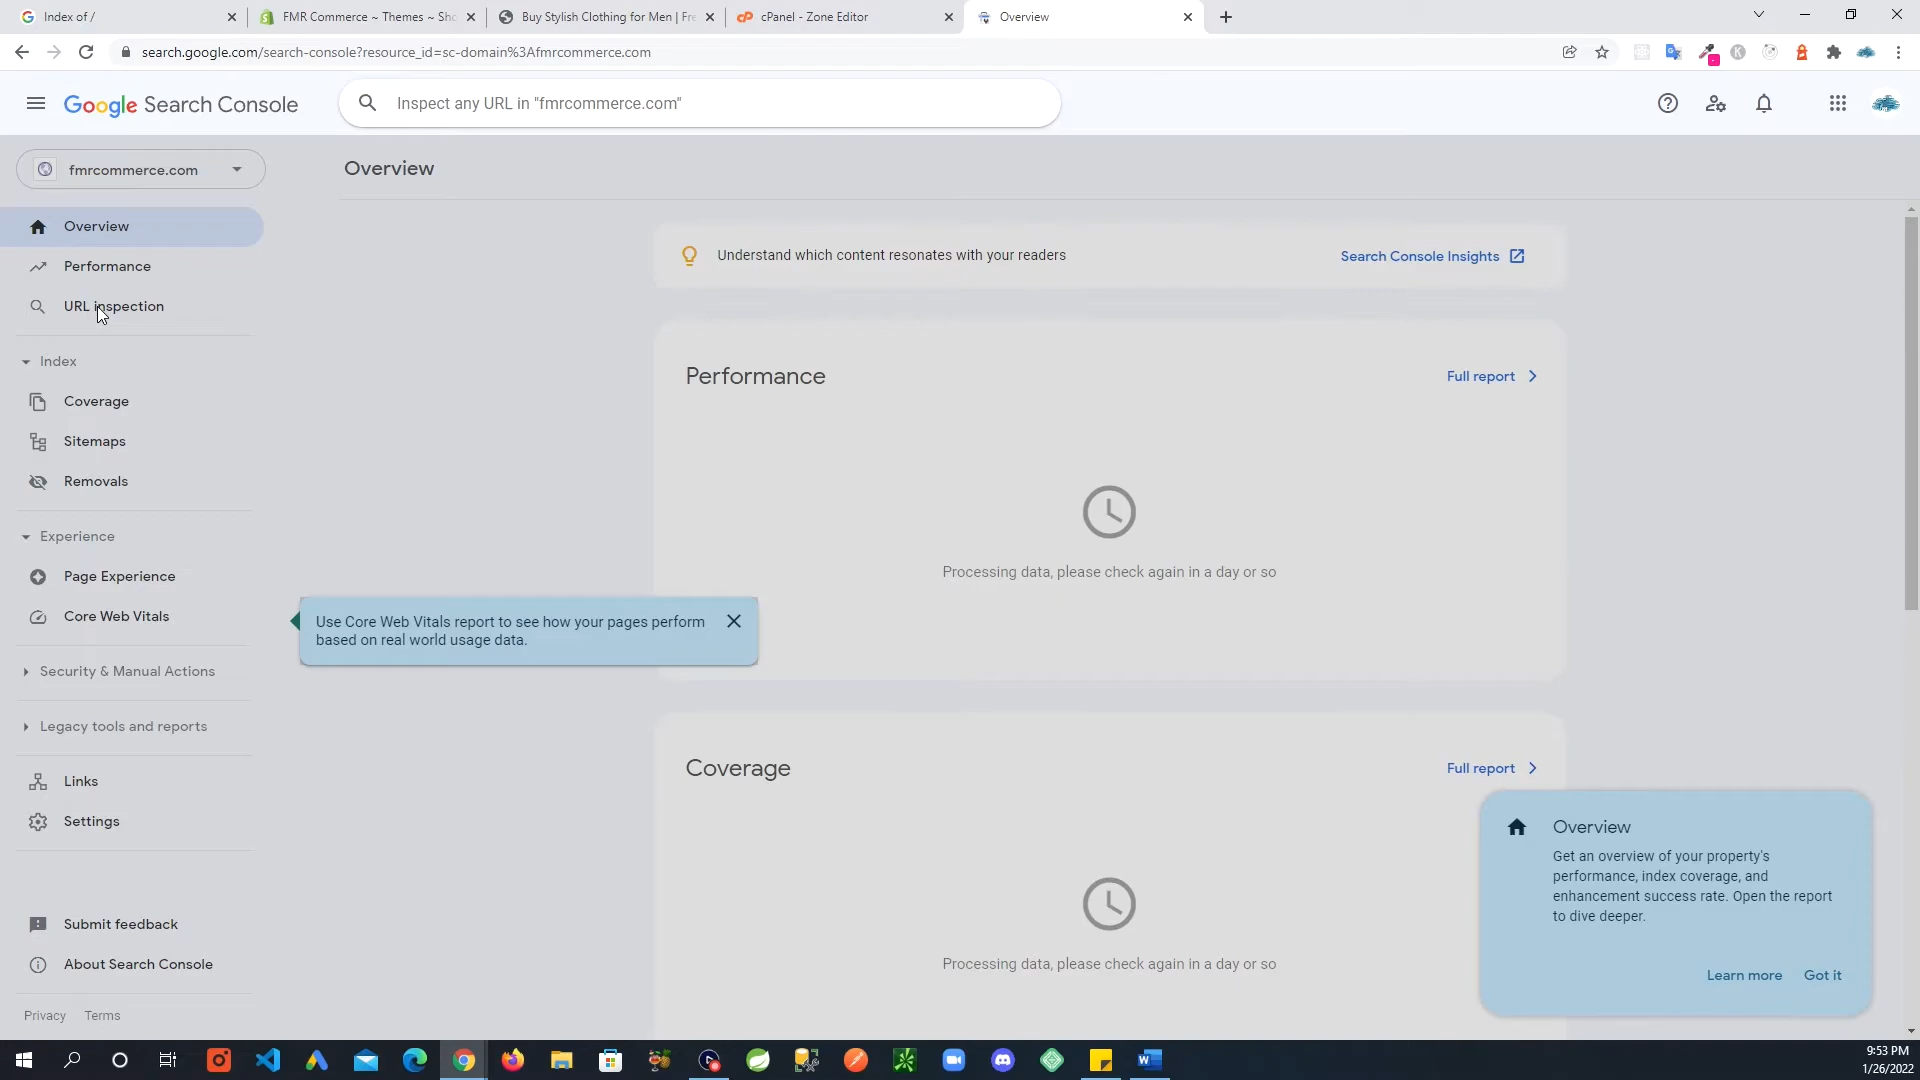 Index of /
FMR Commerce ~ Themes ~ Sho
Buy Stylish Clothing for Men | Fre
cPanel - Zone Editor
Overview
search.google.com/search-console?resource_id=sc-domain%3Afmrcommerce.com
Google Search Console
Inspect any URL in "fmrcommerce.com"
fmrcommerce.com
Overview
Overview
Performance
URL inspection
Index
Coverage
Sitemaps
Removals
Experience
Page Experience
Core Web Vitals
Security & Manual Actions
Legacy tools and reports
Links
Settings
Submit feedback
About Search Console
Privacy Terms
Understand which content resonates with your readers
Search Console Insights
Performance
Full report
Processing data, please check again in a day or so
Use Core Web Vitals report to see how your pages perform
based on real world usage data.
Coverage
Full report
Processing data, please check again in a day or so
Overview
Get an overview of your property's
performance, index coverage, and
enhancement success rate. Open the report
to dive deeper.
Learn more Got it
9:53 PM
1/26/2022